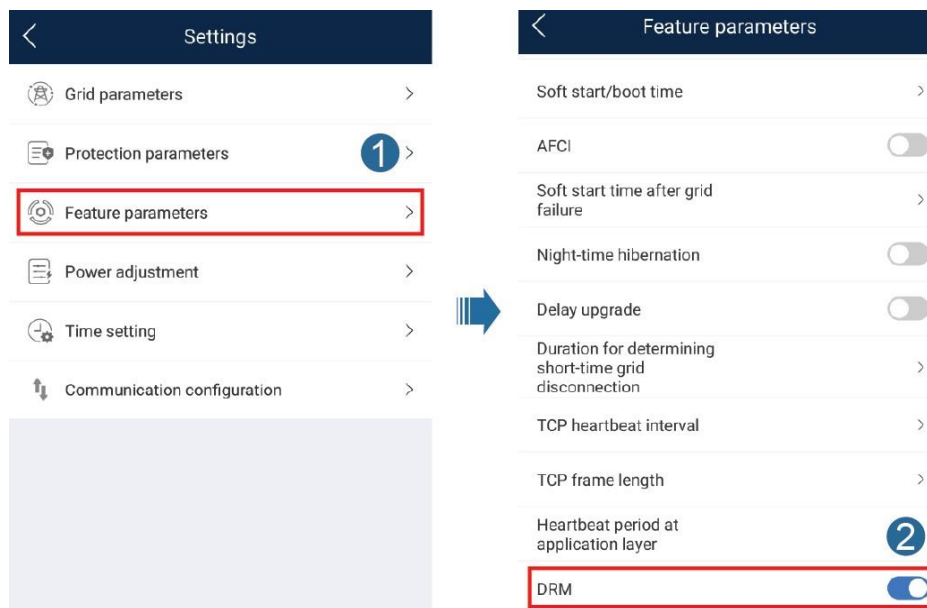 Settings
Grid parameters
Protection parameters
1
Feature parameters
Power adjustment
Time setting
Communication configuration
Feature parameters
Soft start/boot time
AFCI
Soft start time after grid
failure
Night-time hibernation
Delay upgrade
Duration for determining
short-time grid
disconnection
TCP heartbeat interval
TCP frame length
Heartbeat period at
application layer
2
DRM